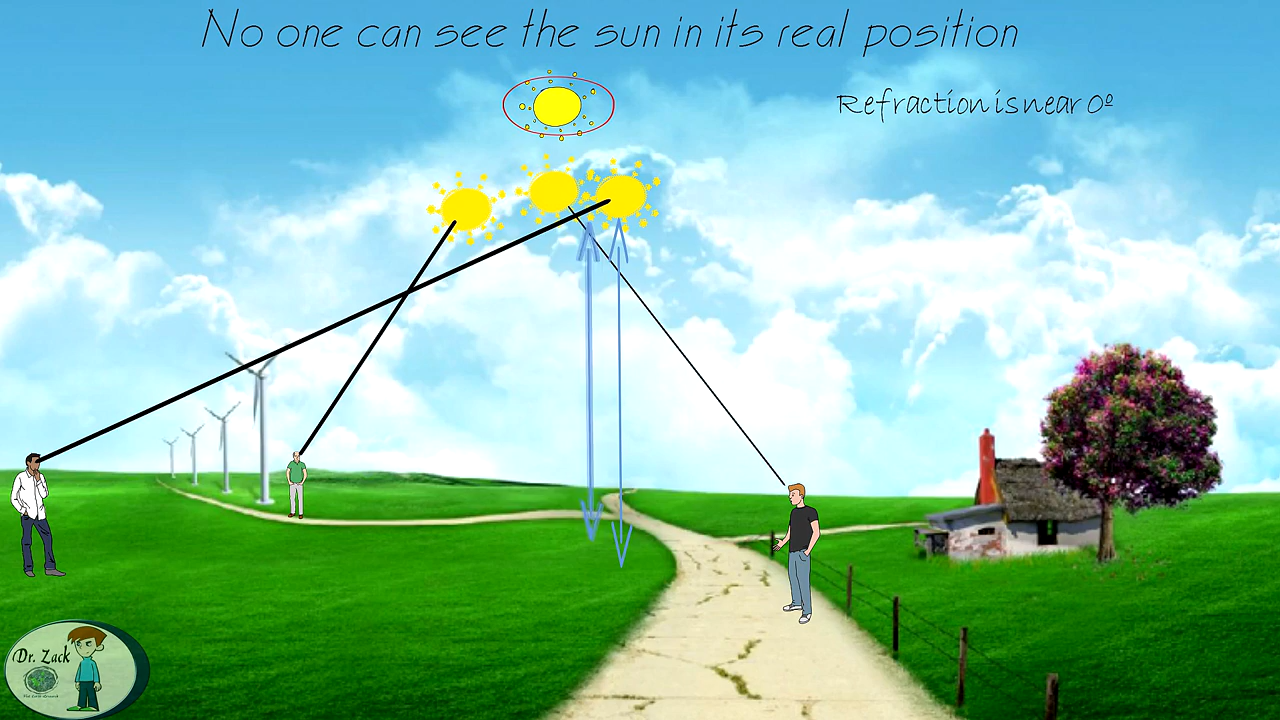 No one can see the sun in its real position
Refraction is near 0º
Dr. Zack